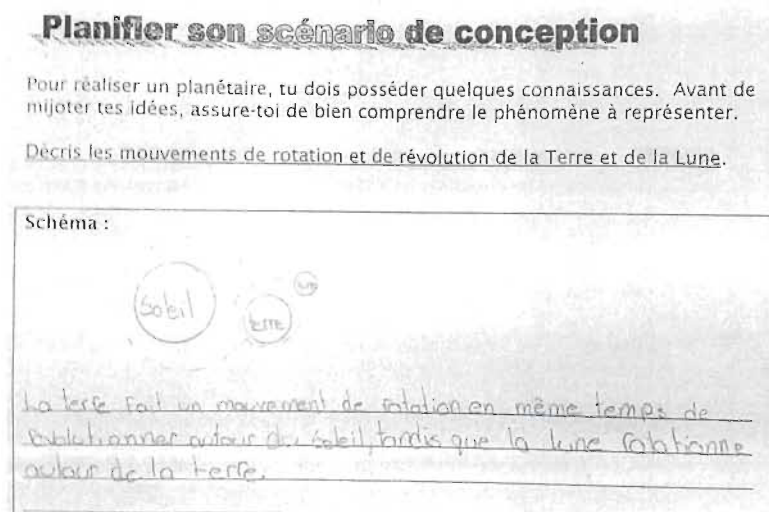 Planifier son scénario de conception
Pour réaliser un planétaire, tu dois posséder quelques connaissances. Avant de
mijoter tes idées, assure-toi de bien comprendre le phénomène à représenter.
Décris les mouvements de rotation et de révolution de la Terre et de la Lune.
Schéma :
Soleil
terre
La terre fait un mouvement de rotation en même temps de
évolutionner autour du soleil, tandis que la lune rotationne
autour de la terre.